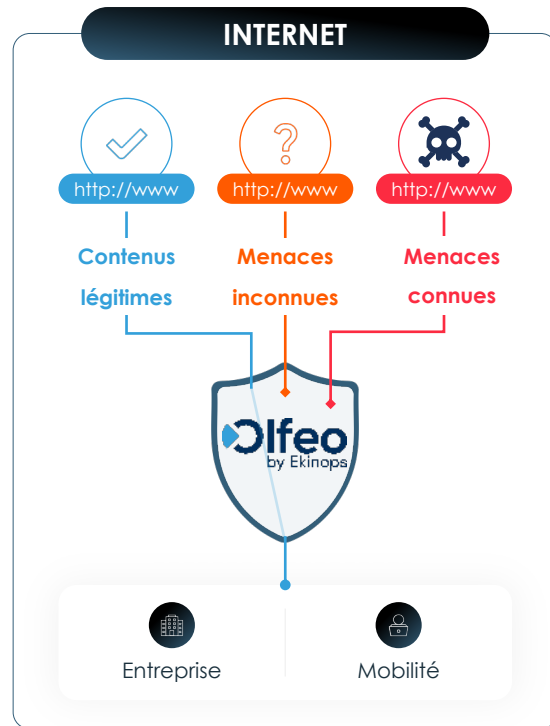 INTERNET
?
http://www http://www http://www
Contenus Menaces Menaces
légitimes inconnues connues
Olfeo
by Ekinops
Entreprise Mobilité